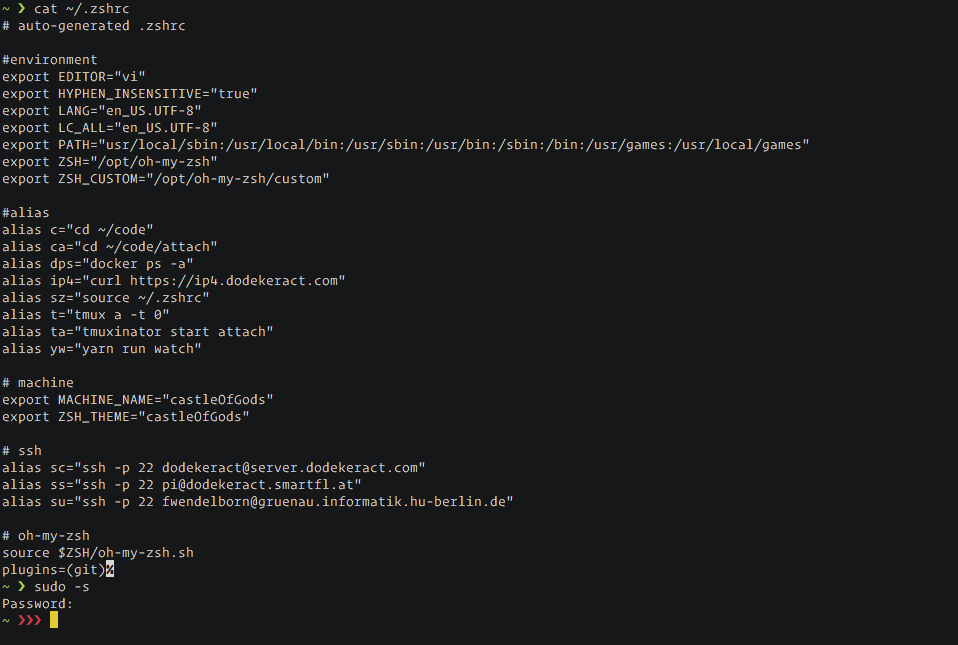 ~ ❯ cat ~/.zshrc
# auto-generated .zshrc
#environment
export EDITOR="vi"
export HYPHEN_INSENSITIVE="true"
export LANG="en_US.UTF-8"
export LC_ALL="en_US.UTF-8"
export PATH="usr/local/sbin:/usr/local/bin:/usr/sbin:/usr/bin:/sbin:/bin:/usr/games:/usr/local/games"
export ZSH="/opt/oh-my-zsh"
export ZSH_CUSTOM="/opt/oh-my-zsh/custom"
#alias
alias c="cd ~/code"
alias ca="cd ~/code/attach"
alias dps="docker ps -a"
alias ip4="curl https://ip4.dodekeract.com"
alias sz="source ~/.zshrc"
alias t="tmux a -t 0"
alias ta="tmuxinator start attach"
alias yw="yarn run watch"
# machine
export MACHINE_NAME="castleOfGods"
export ZSH_THEME="castleOfGods"
# ssh
alias sc="ssh -p 22 dodekeract@server.dodekeract.com"
alias ss="ssh -p 22 pi@dodekeract.smartfl.at"
alias su="ssh -p 22 fwendelborn@gruenau.informatik.hu-berlin.de"
# oh-my-zsh
source $ZSH/oh-my-zsh.sh
plugins=(git)%
~ ❯ sudo -s
Password:
~ ❯❯❯